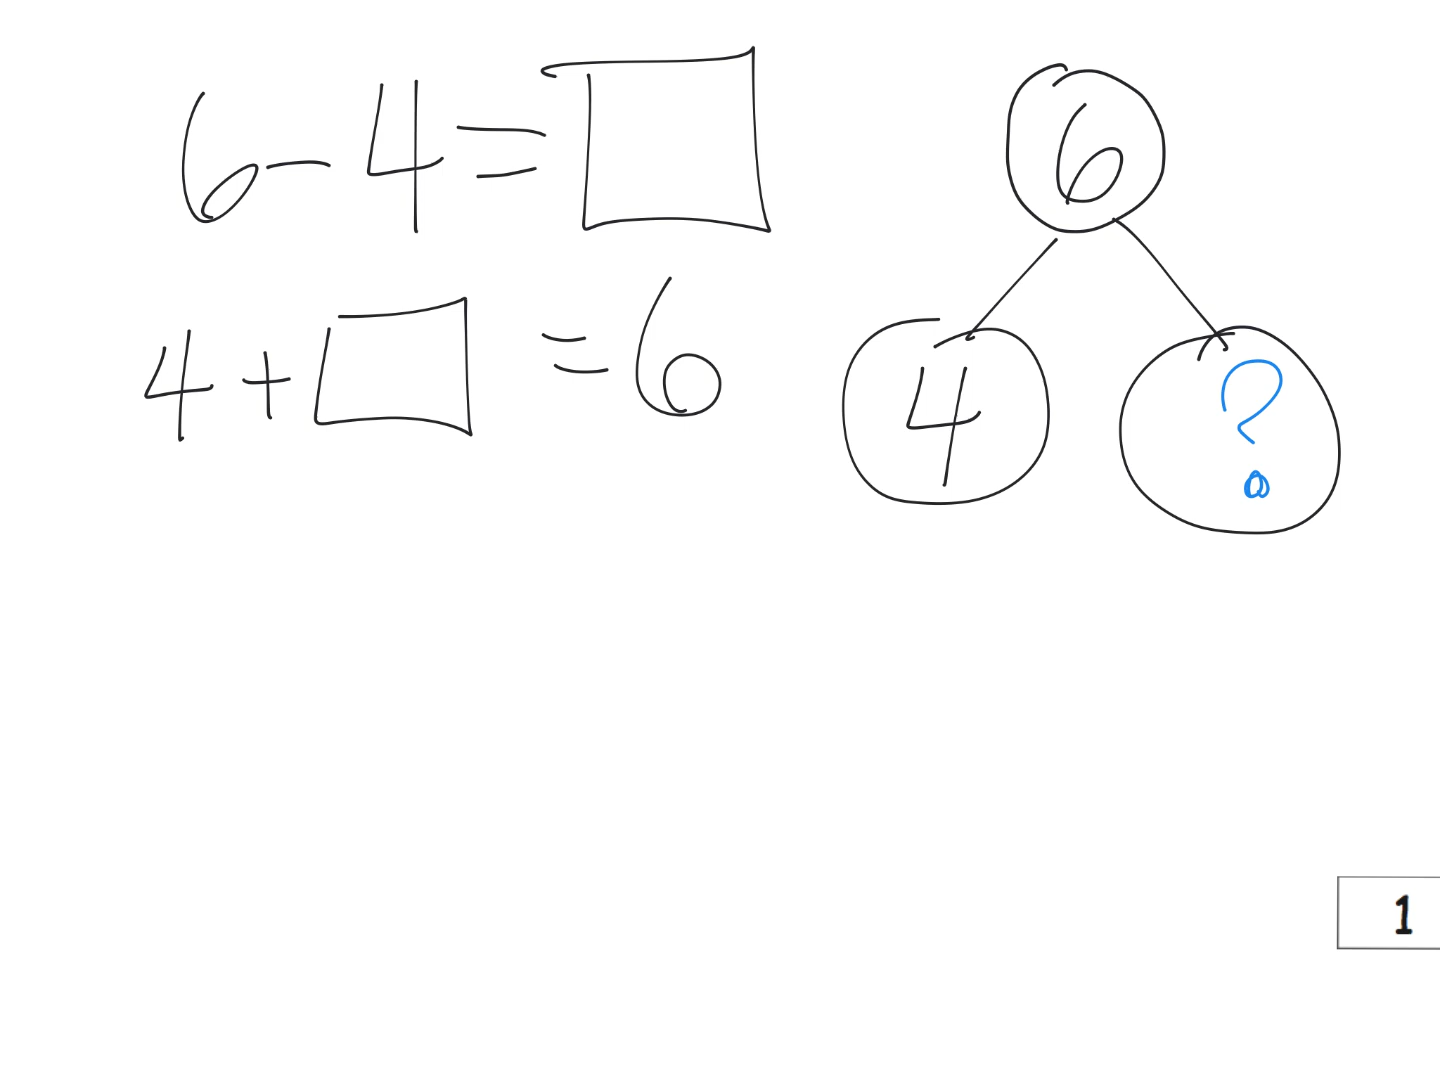 6 - 4 = □
4 + □ = 6
6
4 ?
1